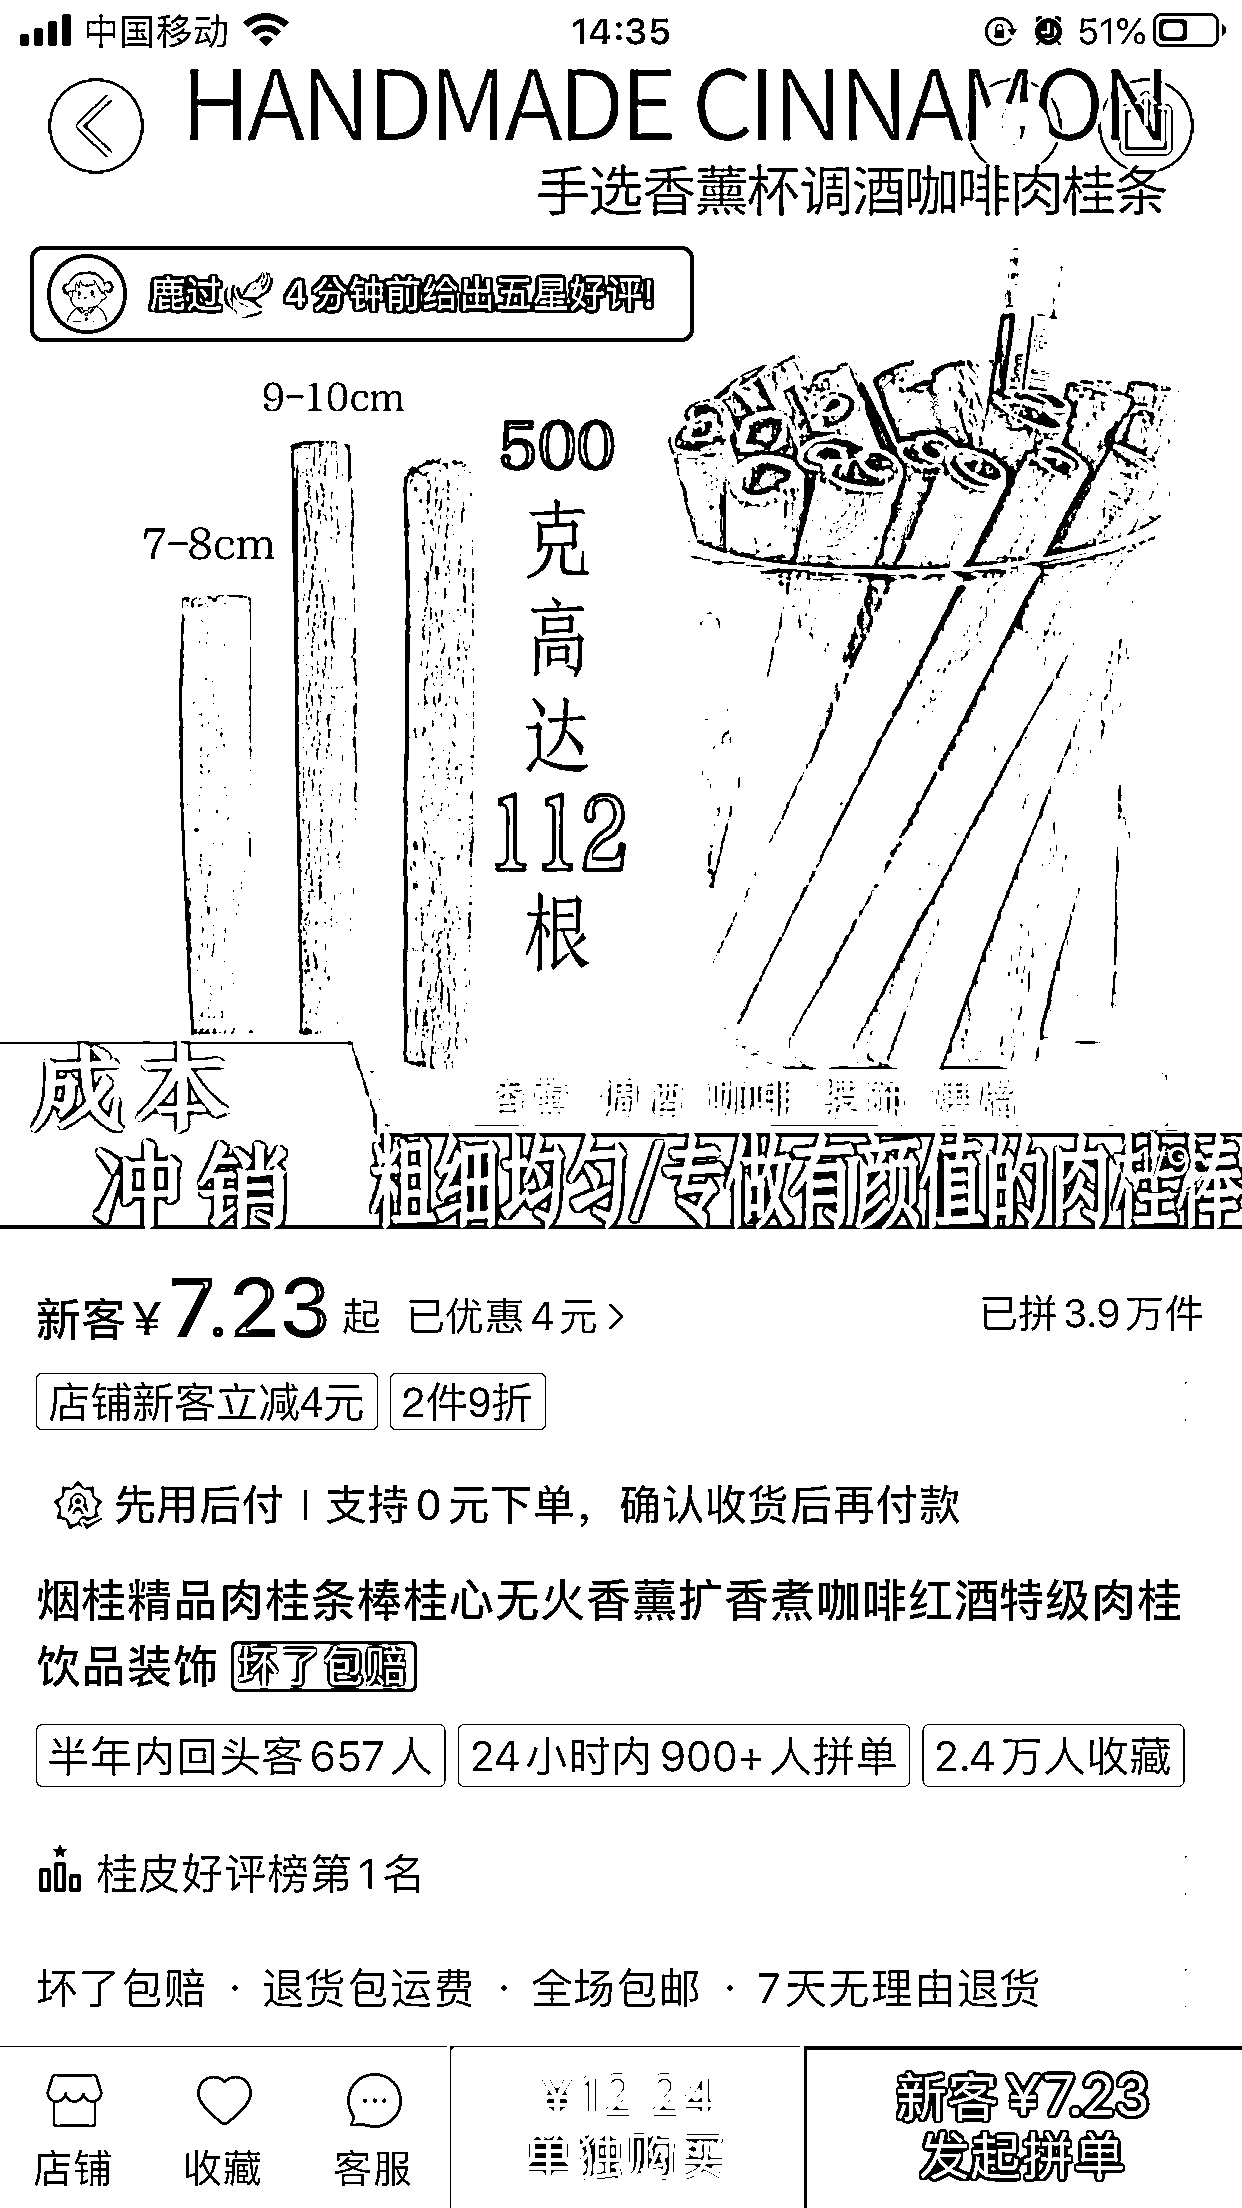 中国移动 14:35 51%
HANDMADE CINNAMON
手选香薰杯调酒咖啡肉桂条
鹿过 4分钟前给出五星好评!
9-10cm
7-8cm
500
克
高
达
112
根
香薰 调酒 咖啡 装饰 烘焙
成本
冲销
粗细均匀/专做有颜值的肉桂棒
新客¥7.23起 已优惠4元> 已拼3.9万件
店铺新客立减4元 2件9折
先用后付 | 支持0元下单，确认收货后再付款
烟桂精品肉桂条棒桂心无火香薰扩香煮咖啡红酒特级肉桂
饮品装饰 坏了包赔
半年内回头客657人 24小时内900+人拼单 2.4万人收藏
桂皮好评榜第1名
坏了包赔 · 退货包运费 · 全场包邮 · 7天无理由退货
¥12.24 新客¥7.23
店铺 收藏 客服 单独购买 发起拼单